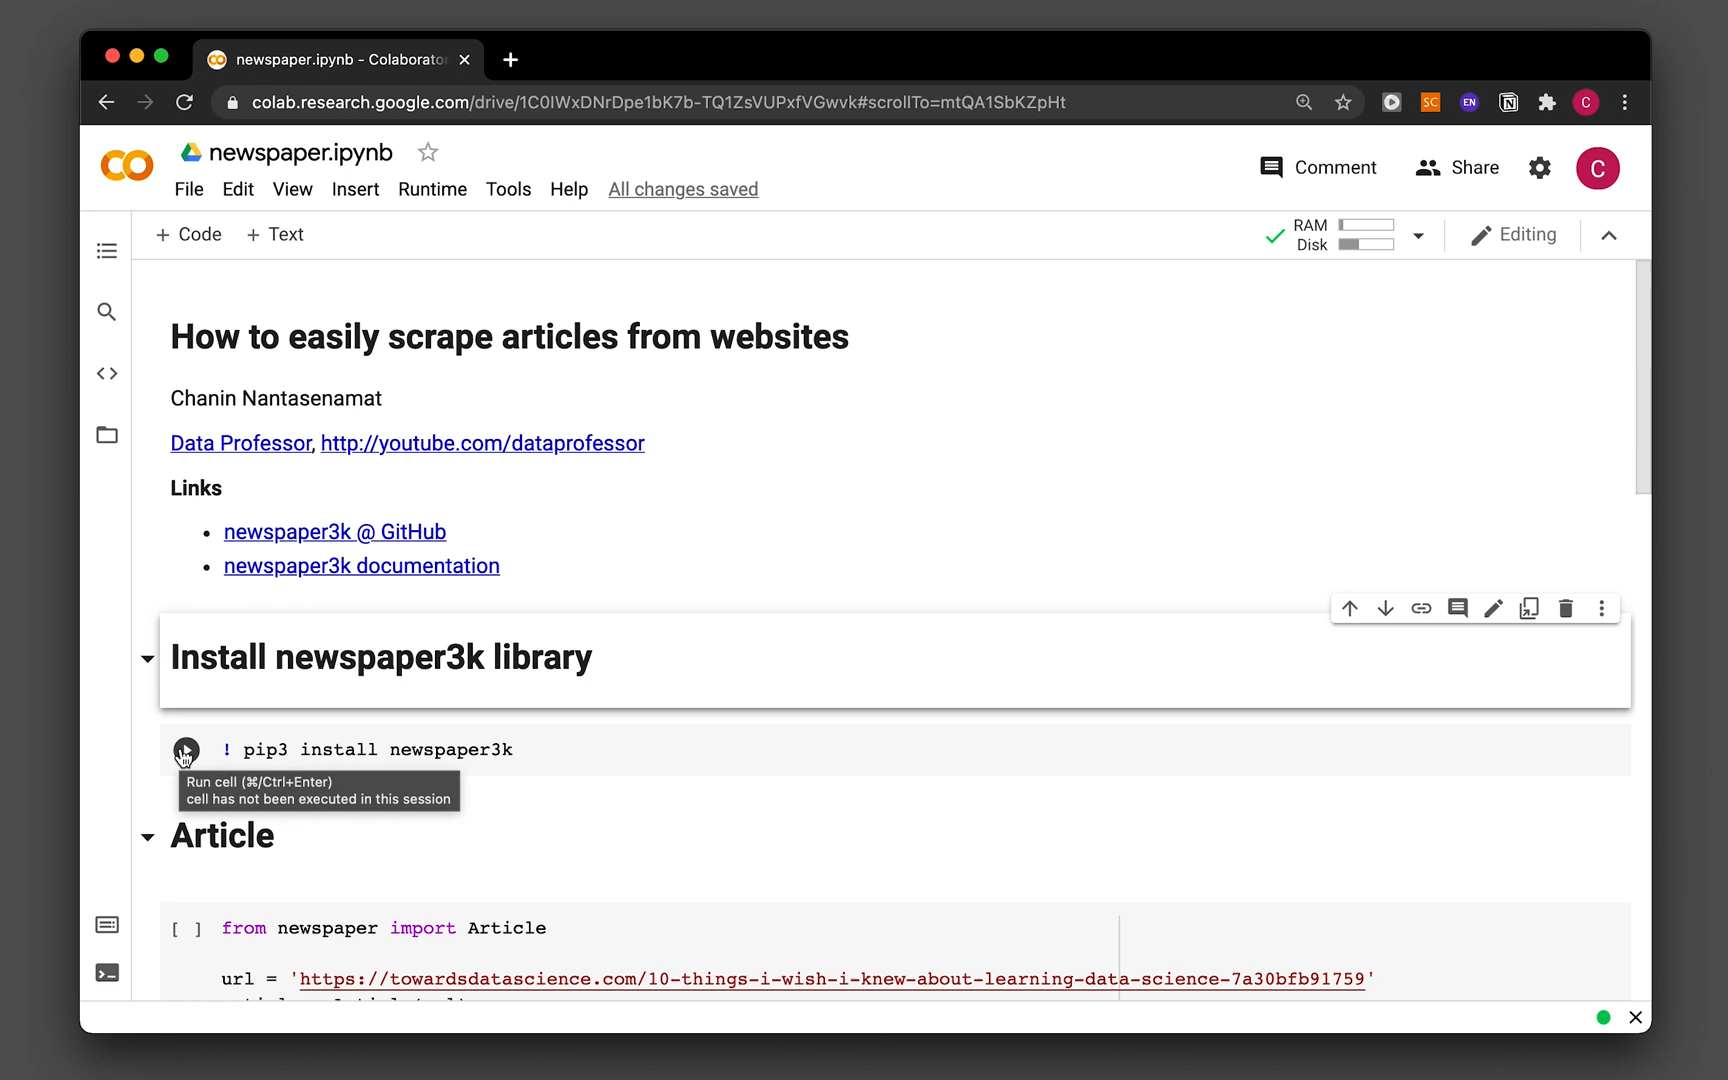 newspaper.ipynb - Colaborato
colab.research.google.com/drive/1C0IWxDNrDpe1bK7b-TQ1ZsVUPxfVGwvk#scrollTo=mtQA1SbKZpHt
SC
EN
C
newspaper.ipynb
File Edit View Insert Runtime Tools Help All changes saved
Comment
Share
C
+ Code + Text
RAM
Disk
Editing
How to easily scrape articles from websites
Chanin Nantasenamat
Data Professor, http://youtube.com/dataprofessor
Links
• newspaper3k @ GitHub
• newspaper3k documentation
Install newspaper3k library
! pip3 install newspaper3k
Run cell (⌘/Ctrl+Enter)
cell has not been executed in this session
Article
[ ] from newspaper import Article
url = 'https://towardsdatascience.com/10-things-i-wish-i-knew-about-learning-data-science-7a30bfb91759'